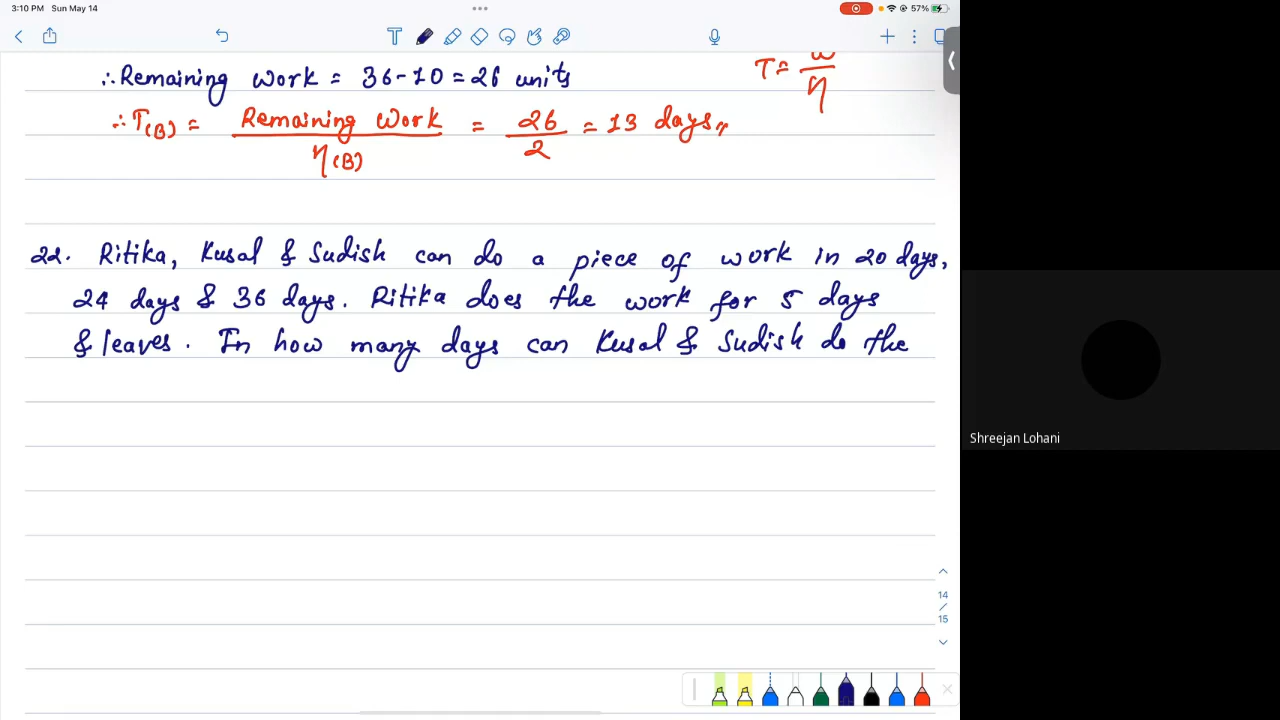 3:10 PM Sun May 14
57%
T
∴Remaining work = 36-10 = 26 units
T = w/η
∴T(B) = Remaining Work/η(B) = 26/2 = 13 days,,
22. Ritika, Kusal & Sudish can do a piece of work in 20 days,
24 days & 36 days. Ritika does the work for 5 days
& leaves. In how many days can Kusal & Sudish do the
Shreejan Lohani
14
/
15